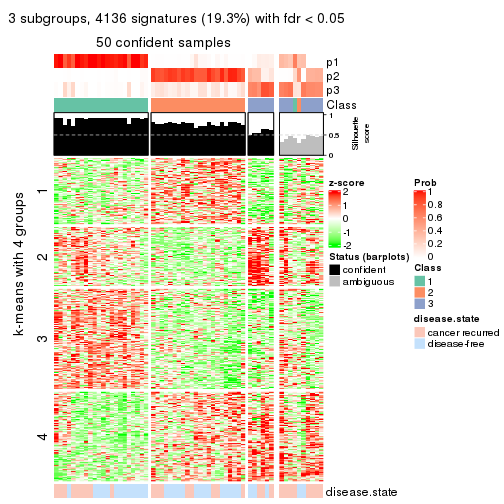 3 subgroups, 4136 signatures (19.3%) with fdr < 0.05
50 confident samples
p1
p2
p3
Class
1
0.5
0
Silhouette
score
k-means with 4 groups
1
2
3
4
z-score
2
1
0
-1
-2
Status (barplots)
confident
ambiguous
Prob
1
0.8
0.6
0.4
0.2
0
Class
1
2
3
disease.state
cancer recurred
disease-free
disease.state